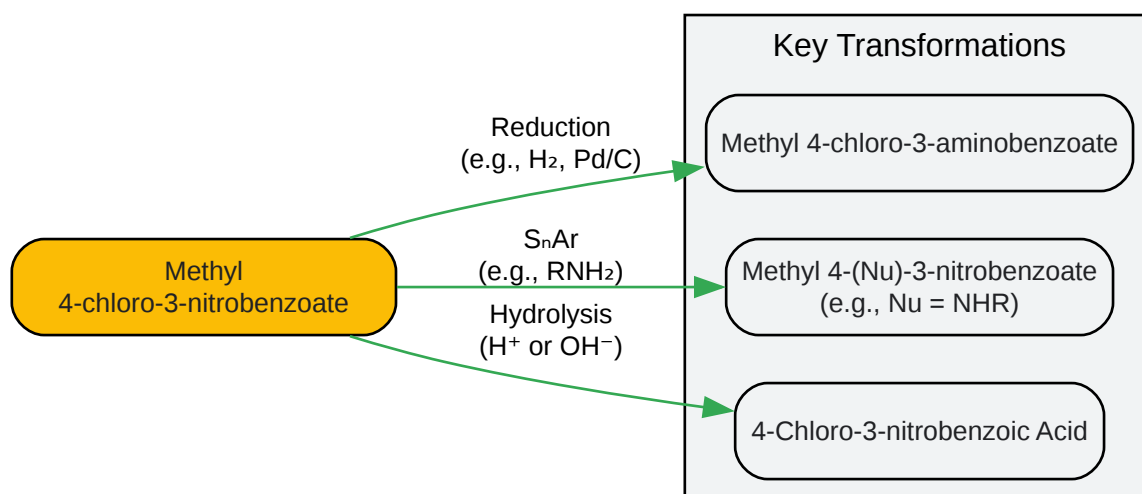 Key Transformations
Reduction
(e.g., H₂, Pd/C)
Methyl 4-chloro-3-aminobenzoate
Methyl
4-chloro-3-nitrobenzoate
SₙAr
(e.g., RNH₂)
Methyl 4-(Nu)-3-nitrobenzoate
(e.g., Nu = NHR)
Hydrolysis
(H⁺ or OH⁻)
4-Chloro-3-nitrobenzoic Acid